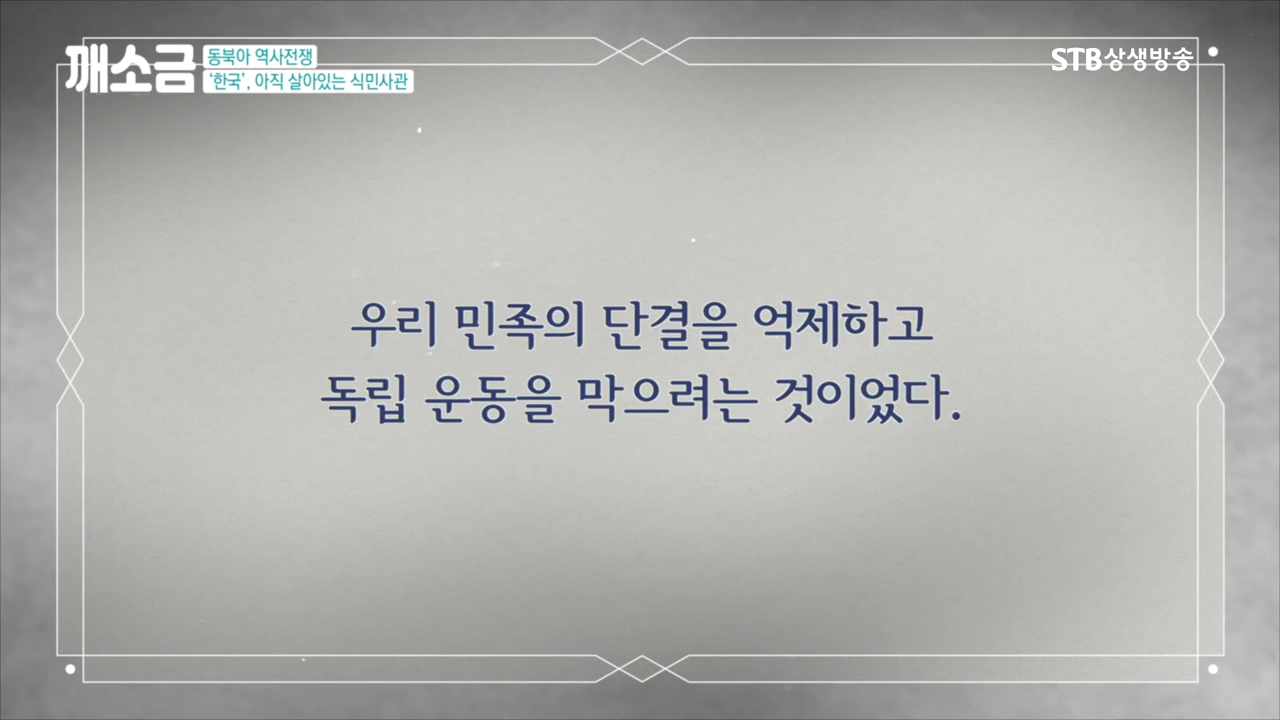 깨소금
동북아 역사전쟁
‘한국’, 아직 살아있는 식민사관
STB상생방송
우리 민족의 단결을 억제하고
독립 운동을 막으려는 것이었다.